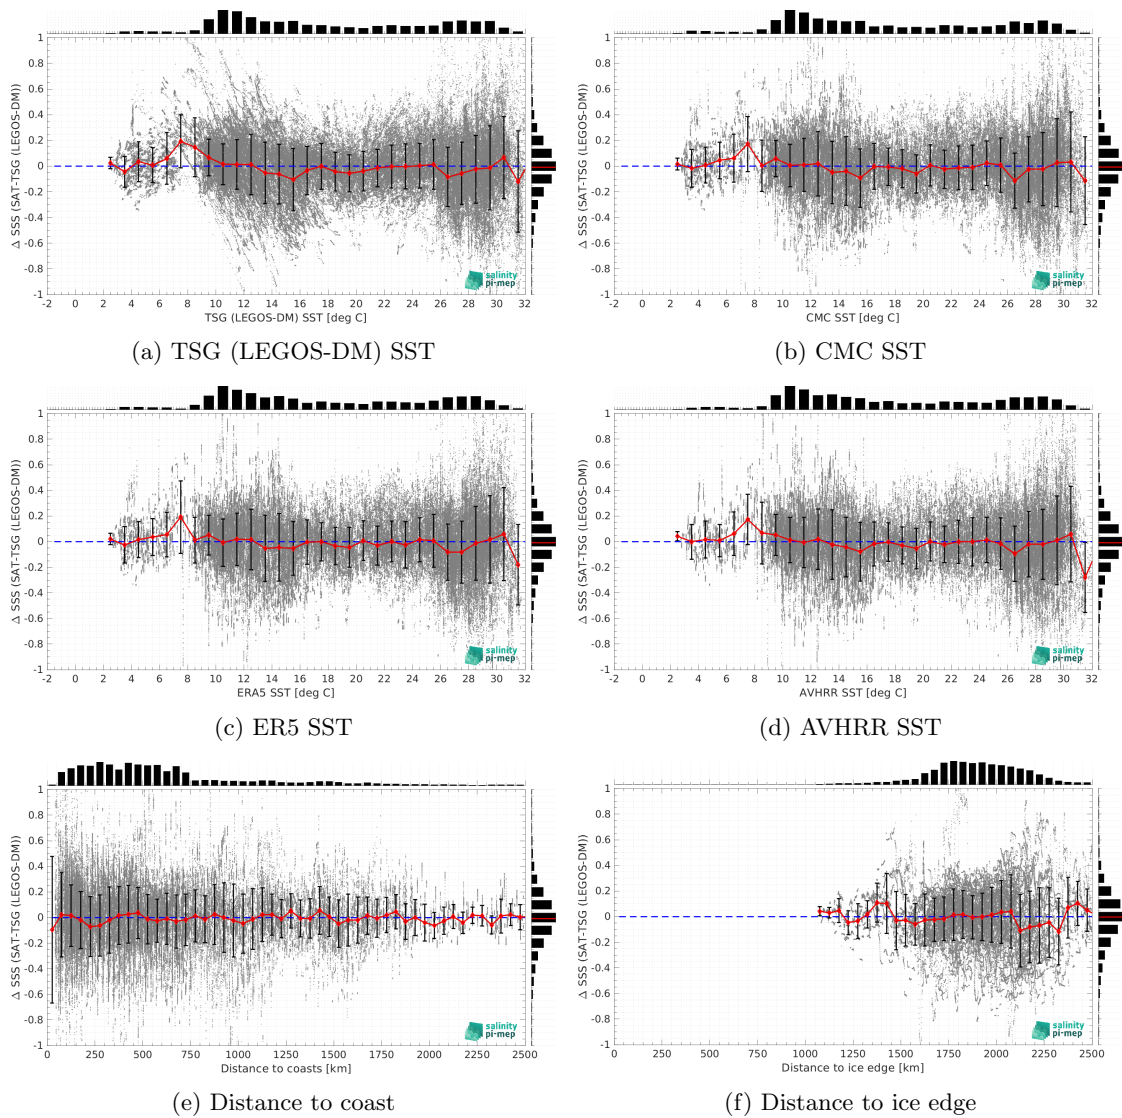 1
0.8
0.6
0.4
0.2
0
-0.2
-0.4
-0.6
-0.8
-1
Δ SSS (SAT-TSG (LEGOS-DM))
salinity
pi-mep
-2 0 2 4 6 8 10 12 14 16 18 20 22 24 26 28 30 32
TSG (LEGOS-DM) SST [deg C]
(a) TSG (LEGOS-DM) SST
1
0.8
0.6
0.4
0.2
0
-0.2
-0.4
-0.6
-0.8
-1
Δ SSS (SAT-TSG (LEGOS-DM))
salinity
pi-mep
-2 0 2 4 6 8 10 12 14 16 18 20 22 24 26 28 30 32
CMC SST [deg C]
(b) CMC SST
1
0.8
0.6
0.4
0.2
0
-0.2
-0.4
-0.6
-0.8
-1
Δ SSS (SAT-TSG (LEGOS-DM))
salinity
pi-mep
-2 0 2 4 6 8 10 12 14 16 18 20 22 24 26 28 30 32
ERA5 SST [deg C]
(c) ER5 SST
1
0.8
0.6
0.4
0.2
0
-0.2
-0.4
-0.6
-0.8
-1
Δ SSS (SAT-TSG (LEGOS-DM))
salinity
pi-mep
-2 0 2 4 6 8 10 12 14 16 18 20 22 24 26 28 30 32
AVHRR SST [deg C]
(d) AVHRR SST
1
0.8
0.6
0.4
0.2
0
-0.2
-0.4
-0.6
-0.8
-1
Δ SSS (SAT-TSG (LEGOS-DM))
salinity
pi-mep
0 250 500 750 1000 1250 1500 1750 2000 2250 2500
Distance to coasts [km]
(e) Distance to coast
1
0.8
0.6
0.4
0.2
0
-0.2
-0.4
-0.6
-0.8
-1
Δ SSS (SAT-TSG (LEGOS-DM))
salinity
pi-mep
0 250 500 750 1000 1250 1500 1750 2000 2250 2500
Distance to ice edge [km]
(f) Distance to ice edge